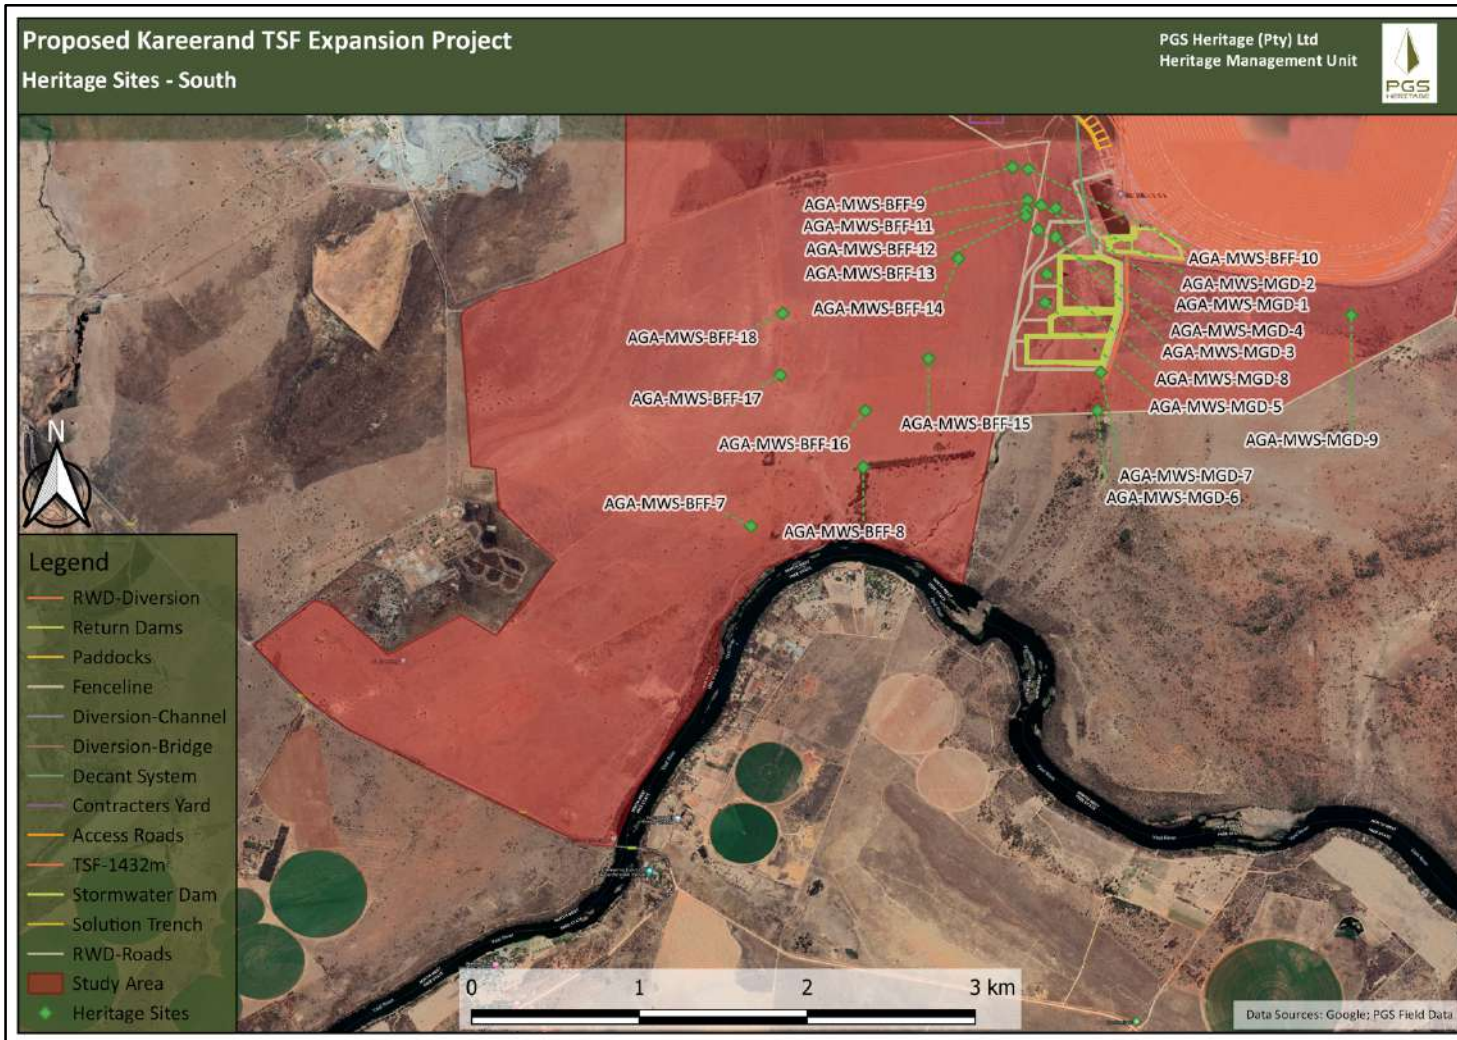 Proposed Kareerand TSF Expansion Project
Heritage Sites - South
PGS Heritage (Pty) Ltd
Heritage Management Unit
PGS
HERITAGE
AGA-MWS-BFF-9
AGA-MWS-BFF-11
AGA-MWS-BFF-12
AGA-MWS-BFF-13
AGA-MWS-BFF-14
AGA-MWS-BFF-18
AGA-MWS-BFF-17
AGA-MWS-BFF-16
AGA-MWS-BFF-15
AGA-MWS-BFF-7
AGA-MWS-BFF-8
AGA-MWS-BFF-10
AGA-MWS-MGD-2
AGA-MWS-MGD-1
AGA-MWS-MGD-4
AGA-MWS-MGD-3
AGA-MWS-MGD-8
AGA-MWS-MGD-5
AGA-MWS-MGD-9
AGA-MWS-MGD-7
AGA-MWS-MGD-6
N
Legend
RWD-Diversion
Return Dams
Paddocks
Fenceline
Diversion-Channel
Diversion-Bridge
Decant System
Contracters Yard
Access Roads
TSF-1432m
Stormwater Dam
Solution Trench
RWD-Roads
Study Area
Heritage Sites
Vaal River
0 1 2 3 km
Data Sources: Google; PGS Field Data